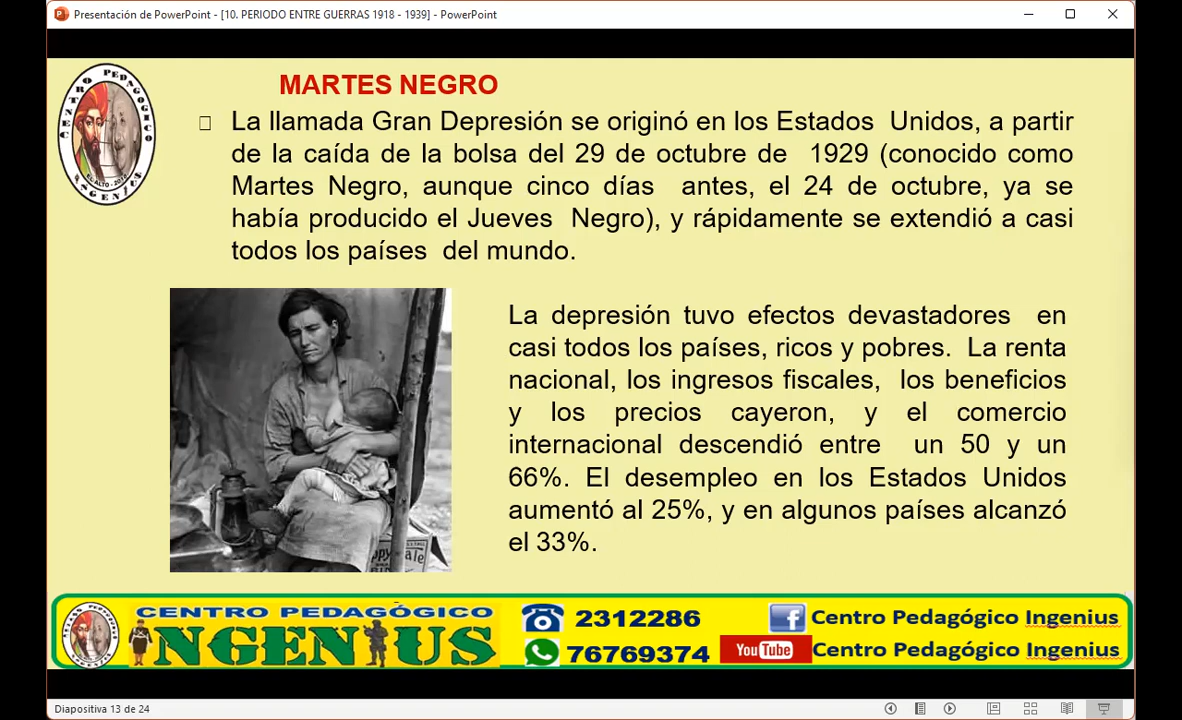 Presentación de PowerPoint - [10. PERIODO ENTRE GUERRAS 1918 - 1939] - PowerPoint
CENTRO PEDAGOGICO
EL ALTO - 201
INGENIUS
MARTES NEGRO
La llamada Gran Depresión se originó en los Estados Unidos, a partir
de la caída de la bolsa del 29 de octubre de 1929 (conocido como
Martes Negro, aunque cinco días antes, el 24 de octubre, ya se
había producido el Jueves Negro), y rápidamente se extendió a casi
todos los países del mundo.
La depresión tuvo efectos devastadores en
casi todos los países, ricos y pobres. La renta
nacional, los ingresos fiscales, los beneficios
y los precios cayeron, y el comercio
internacional descendió entre un 50 y un
66%. El desempleo en los Estados Unidos
aumentó al 25%, y en algunos países alcanzó
el 33%.
CENTRO PEDAGÓGICO
INGENIUS
2312286
76769374
Centro Pedagógico Ingenius
YouTube Centro Pedagógico Ingenius
Diapositiva 13 de 24